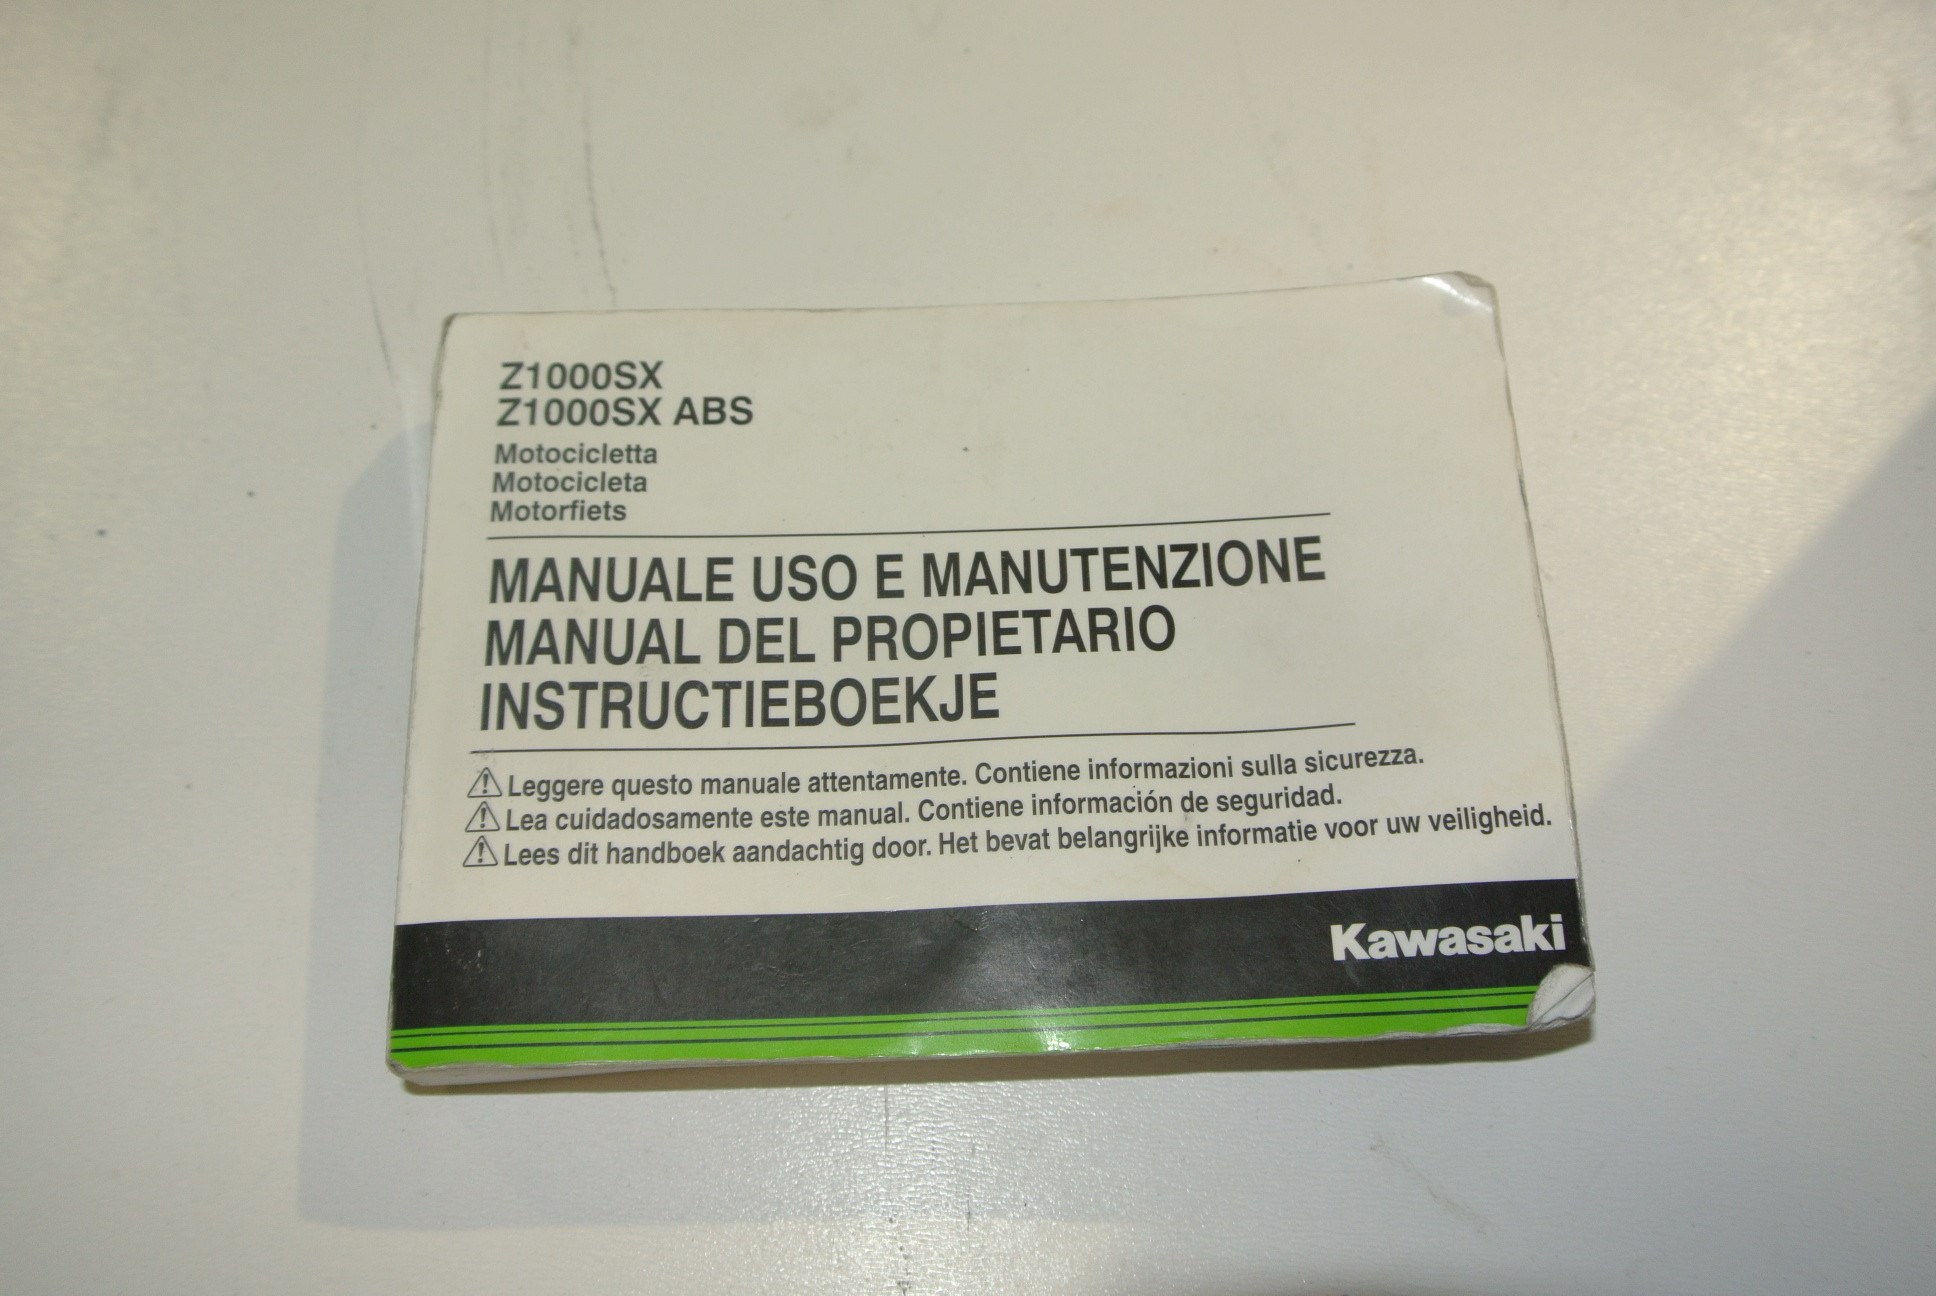 Z1000SX
Z1000SX ABS
Motocicletta
Motocicleta
Motorfiets
MANUALE USO E MANUTENZIONE
MANUAL DEL PROPIETARIO
INSTRUCTIEBOEKJE
⚠ Leggere questo manuale attentamente. Contiene informazioni sulla sicurezza.
⚠ Lea cuidadosamente este manual. Contiene información de seguridad.
⚠ Lees dit handboek aandachtig door. Het bevat belangrijke informatie voor uw veiligheid.
Kawasaki